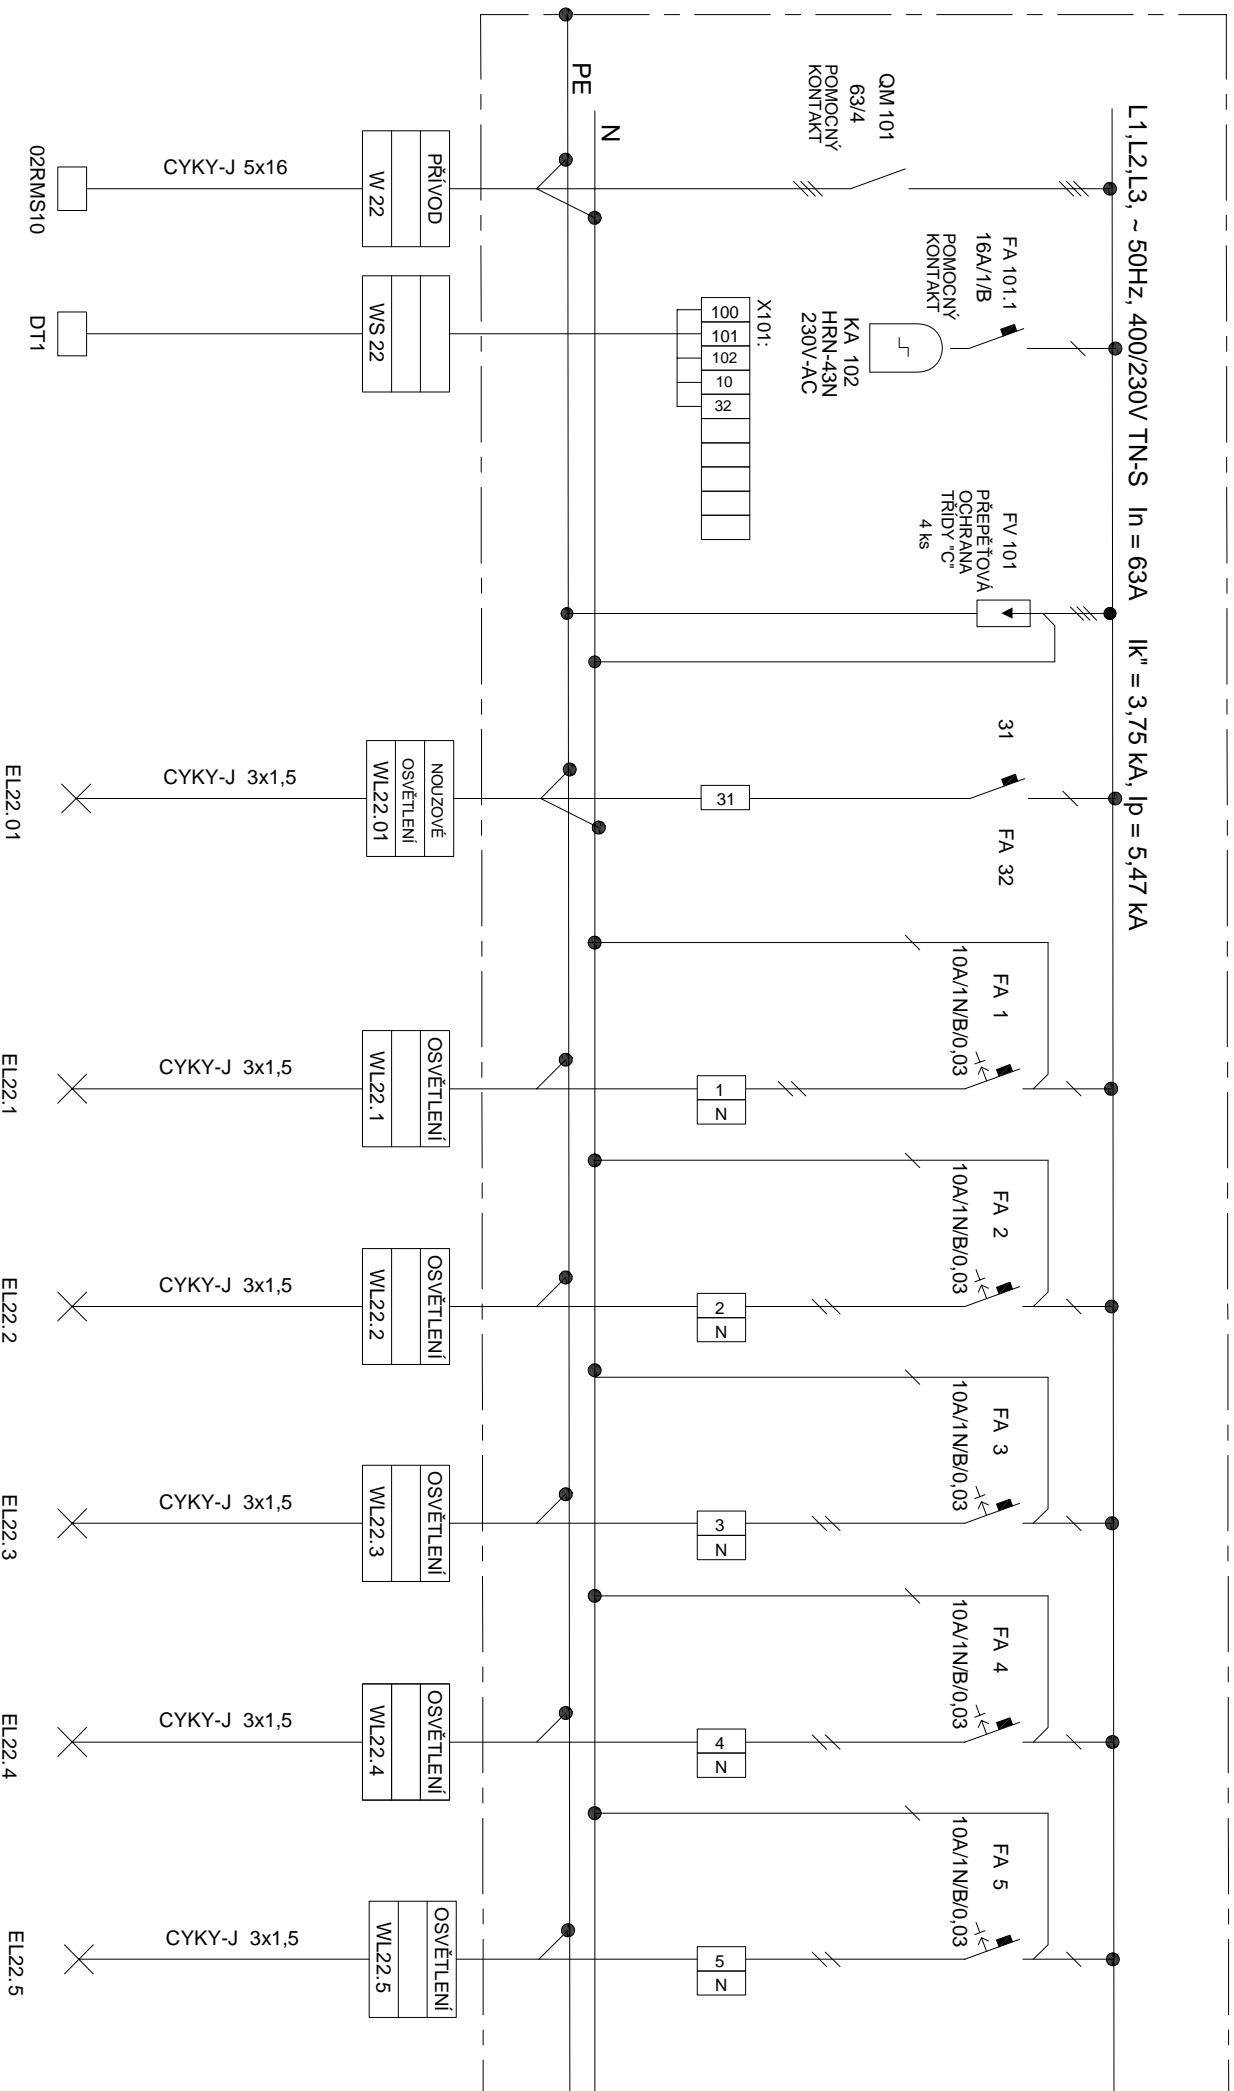 L1,L2,L3, ~ 50Hz, 400/230V TN-S In = 63A Ik" = 3,75 kA, Ip = 5,47 kA
QM 101
63/4
POMOCNÝ
KONTAKT
FA 101.1
16A/1/B
POMOCNÝ
KONTAKT
KA 102
HRN-43N
230V-AC
X101:
100
101
102
10
32
FV 101
PŘEPĚŤOVÁ
OCHRANA
TŘÍDY "C"
4 ks
31
FA 32
31
FA 1
10A/1N/B/0,03
1
N
FA 2
10A/1N/B/0,03
2
N
FA 3
10A/1N/B/0,03
3
N
FA 4
10A/1N/B/0,03
4
N
FA 5
10A/1N/B/0,03
5
N
N
PE
PŘÍVOD
W 22
CYKY-J 5x16
02RMS10
WS 22
DT1
NOUZOVÉ
OSVĚTLENÍ
WL22.01
CYKY-J 3x1,5
EL22.01
OSVĚTLENÍ
WL22.1
CYKY-J 3x1,5
EL22.1
OSVĚTLENÍ
WL22.2
CYKY-J 3x1,5
EL22.2
OSVĚTLENÍ
WL22.3
CYKY-J 3x1,5
EL22.3
OSVĚTLENÍ
WL22.4
CYKY-J 3x1,5
EL22.4
OSVĚTLENÍ
WL22.5
CYKY-J 3x1,5
EL22.5